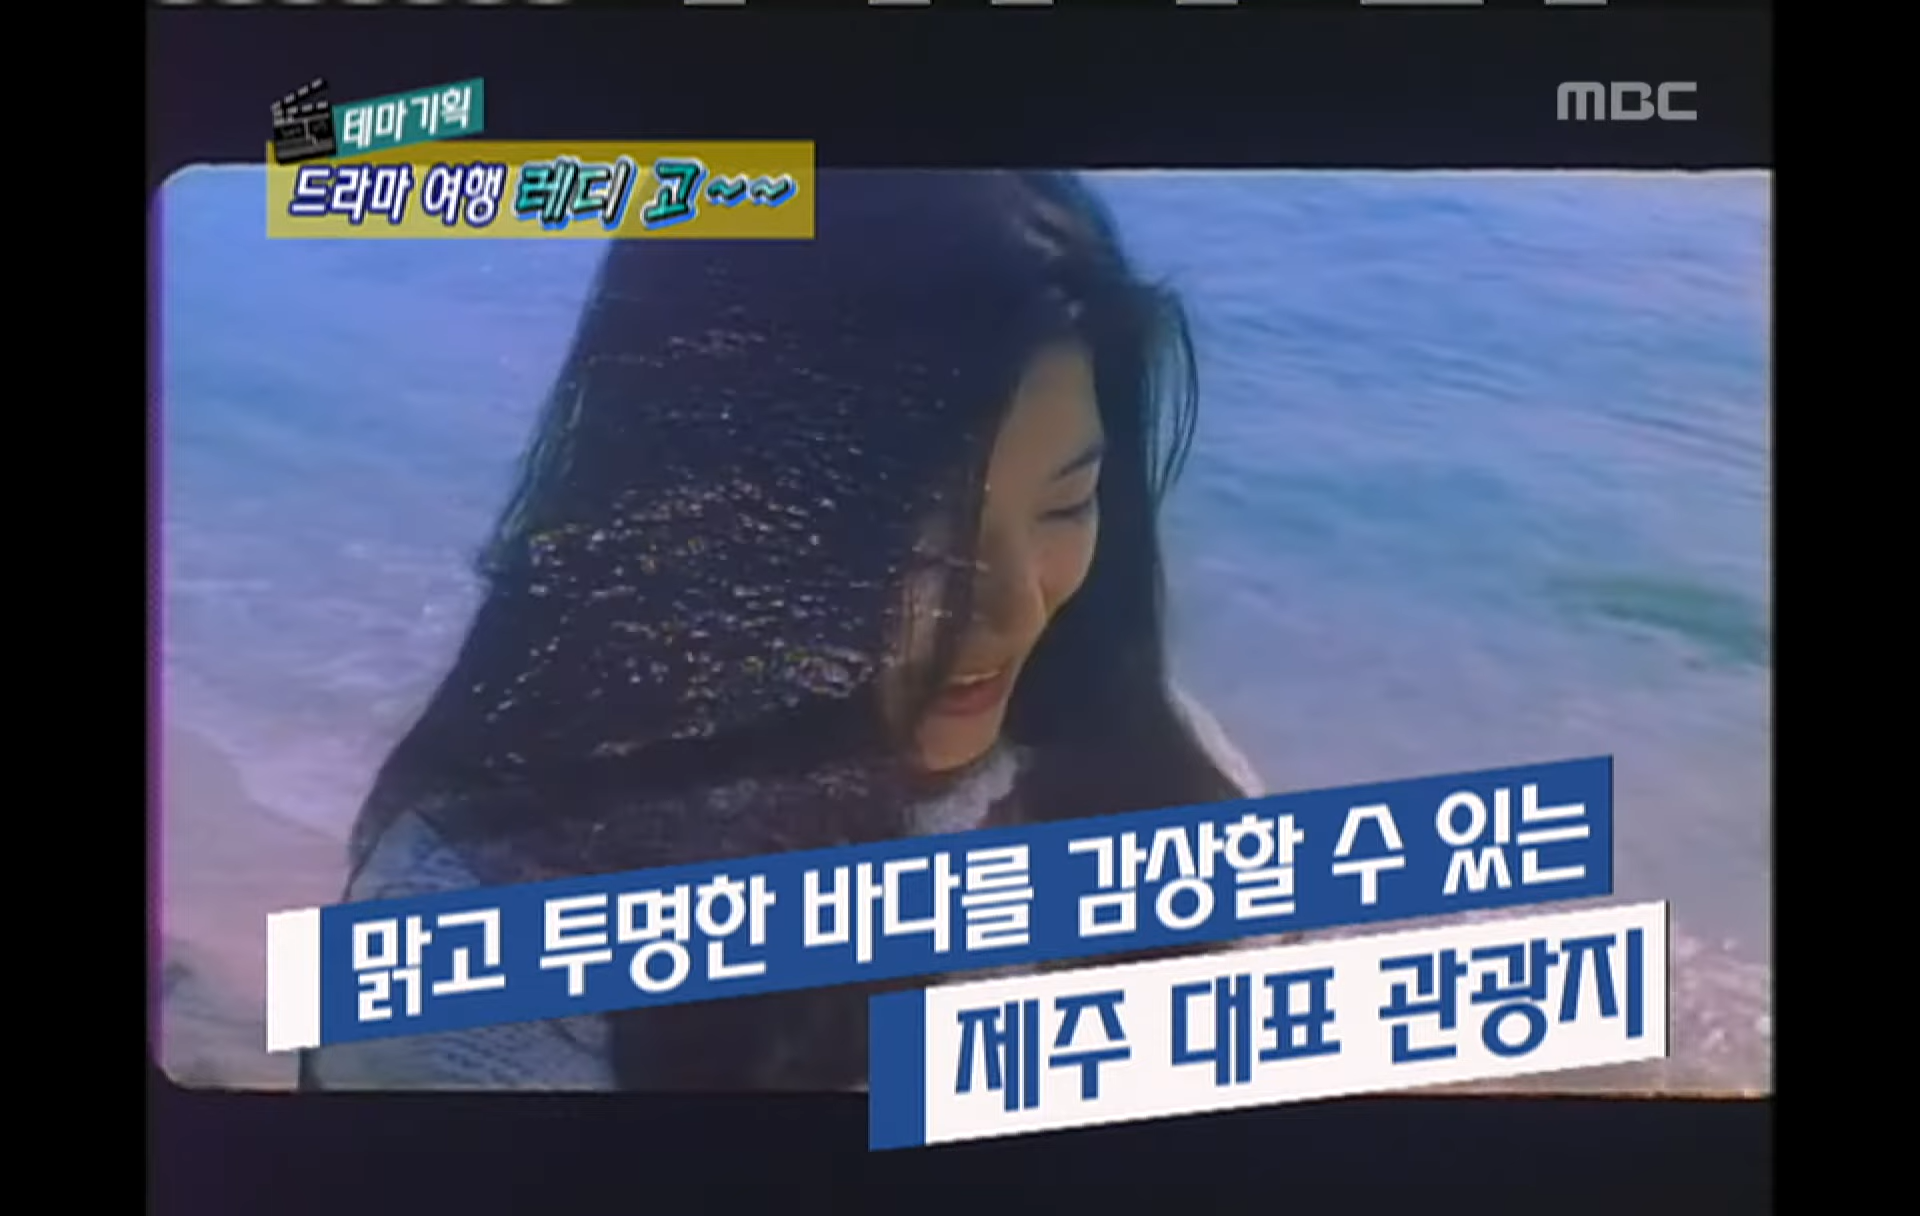 MBC
테마기획
드라마 여행 레디 고~~
맑고 투명한 바다를 감상할 수 있는
제주 대표 관광지